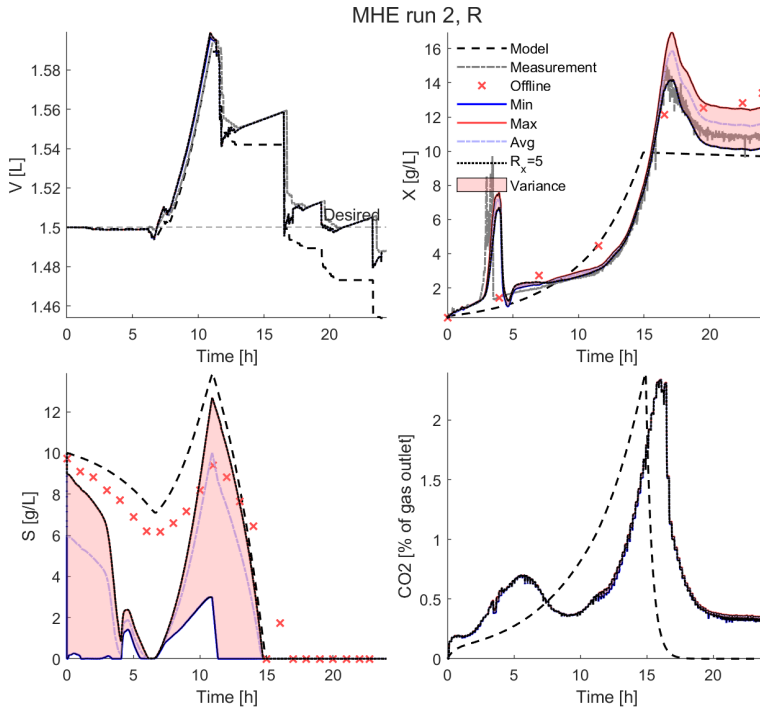 MHE run 2, R
V [L]
1.58
1.56
1.54
1.52
1.5
1.48
1.46
Desired
0
5
10
15
20
Time [h]
X [g/L]
16
14
12
10
8
6
4
2
Model
Measurement
Offline
Min
Max
Avg
R_x=5
Variance
0
5
10
15
20
Time [h]
S [g/L]
12
10
8
6
4
2
0
0
5
10
15
20
Time [h]
CO2 [% of gas outlet]
2
1.5
1
0.5
0
0
5
10
15
20
Time [h]